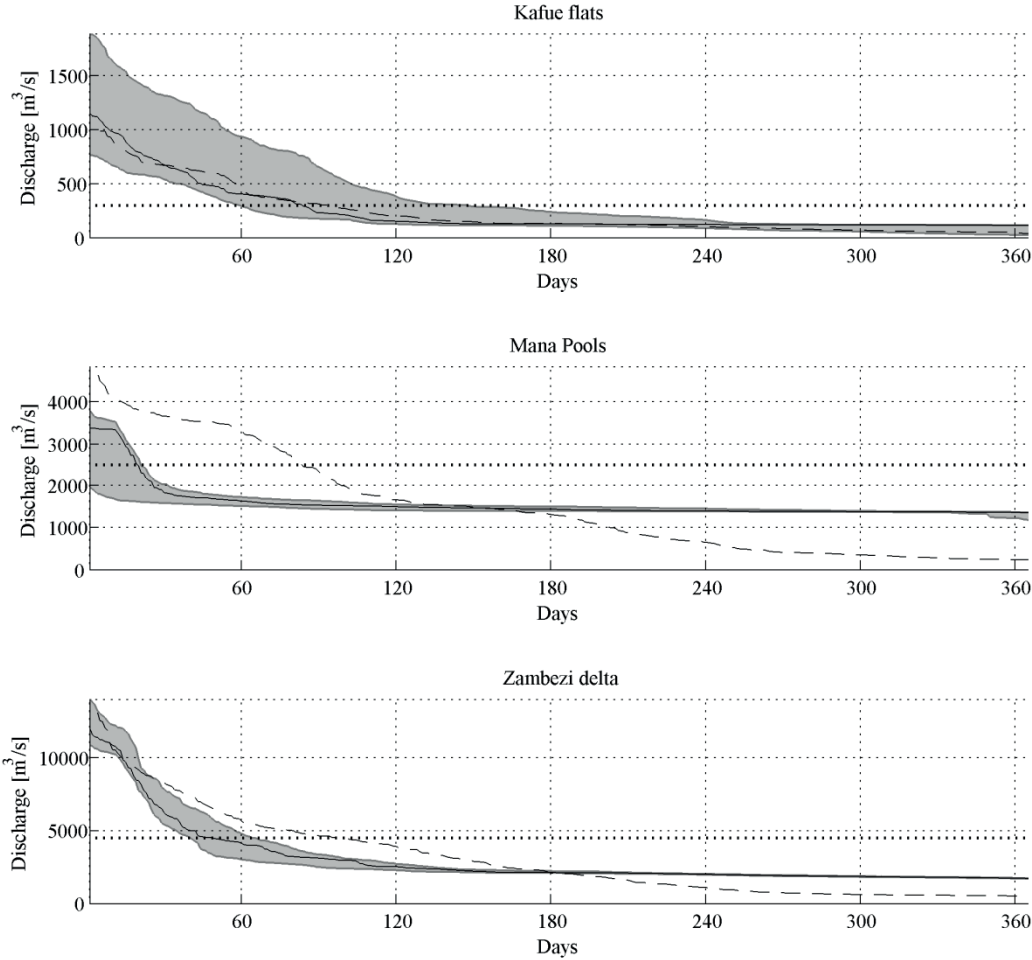 Kafue flats
Discharge [m³/s]
1500
1000
500
0
60 120 180 240 300 360
Days
Mana Pools
Discharge [m³/s]
4000
3000
2000
1000
0
60 120 180 240 300 360
Days
Zambezi delta
Discharge [m³/s]
10000
5000
0
60 120 180 240 300 360
Days